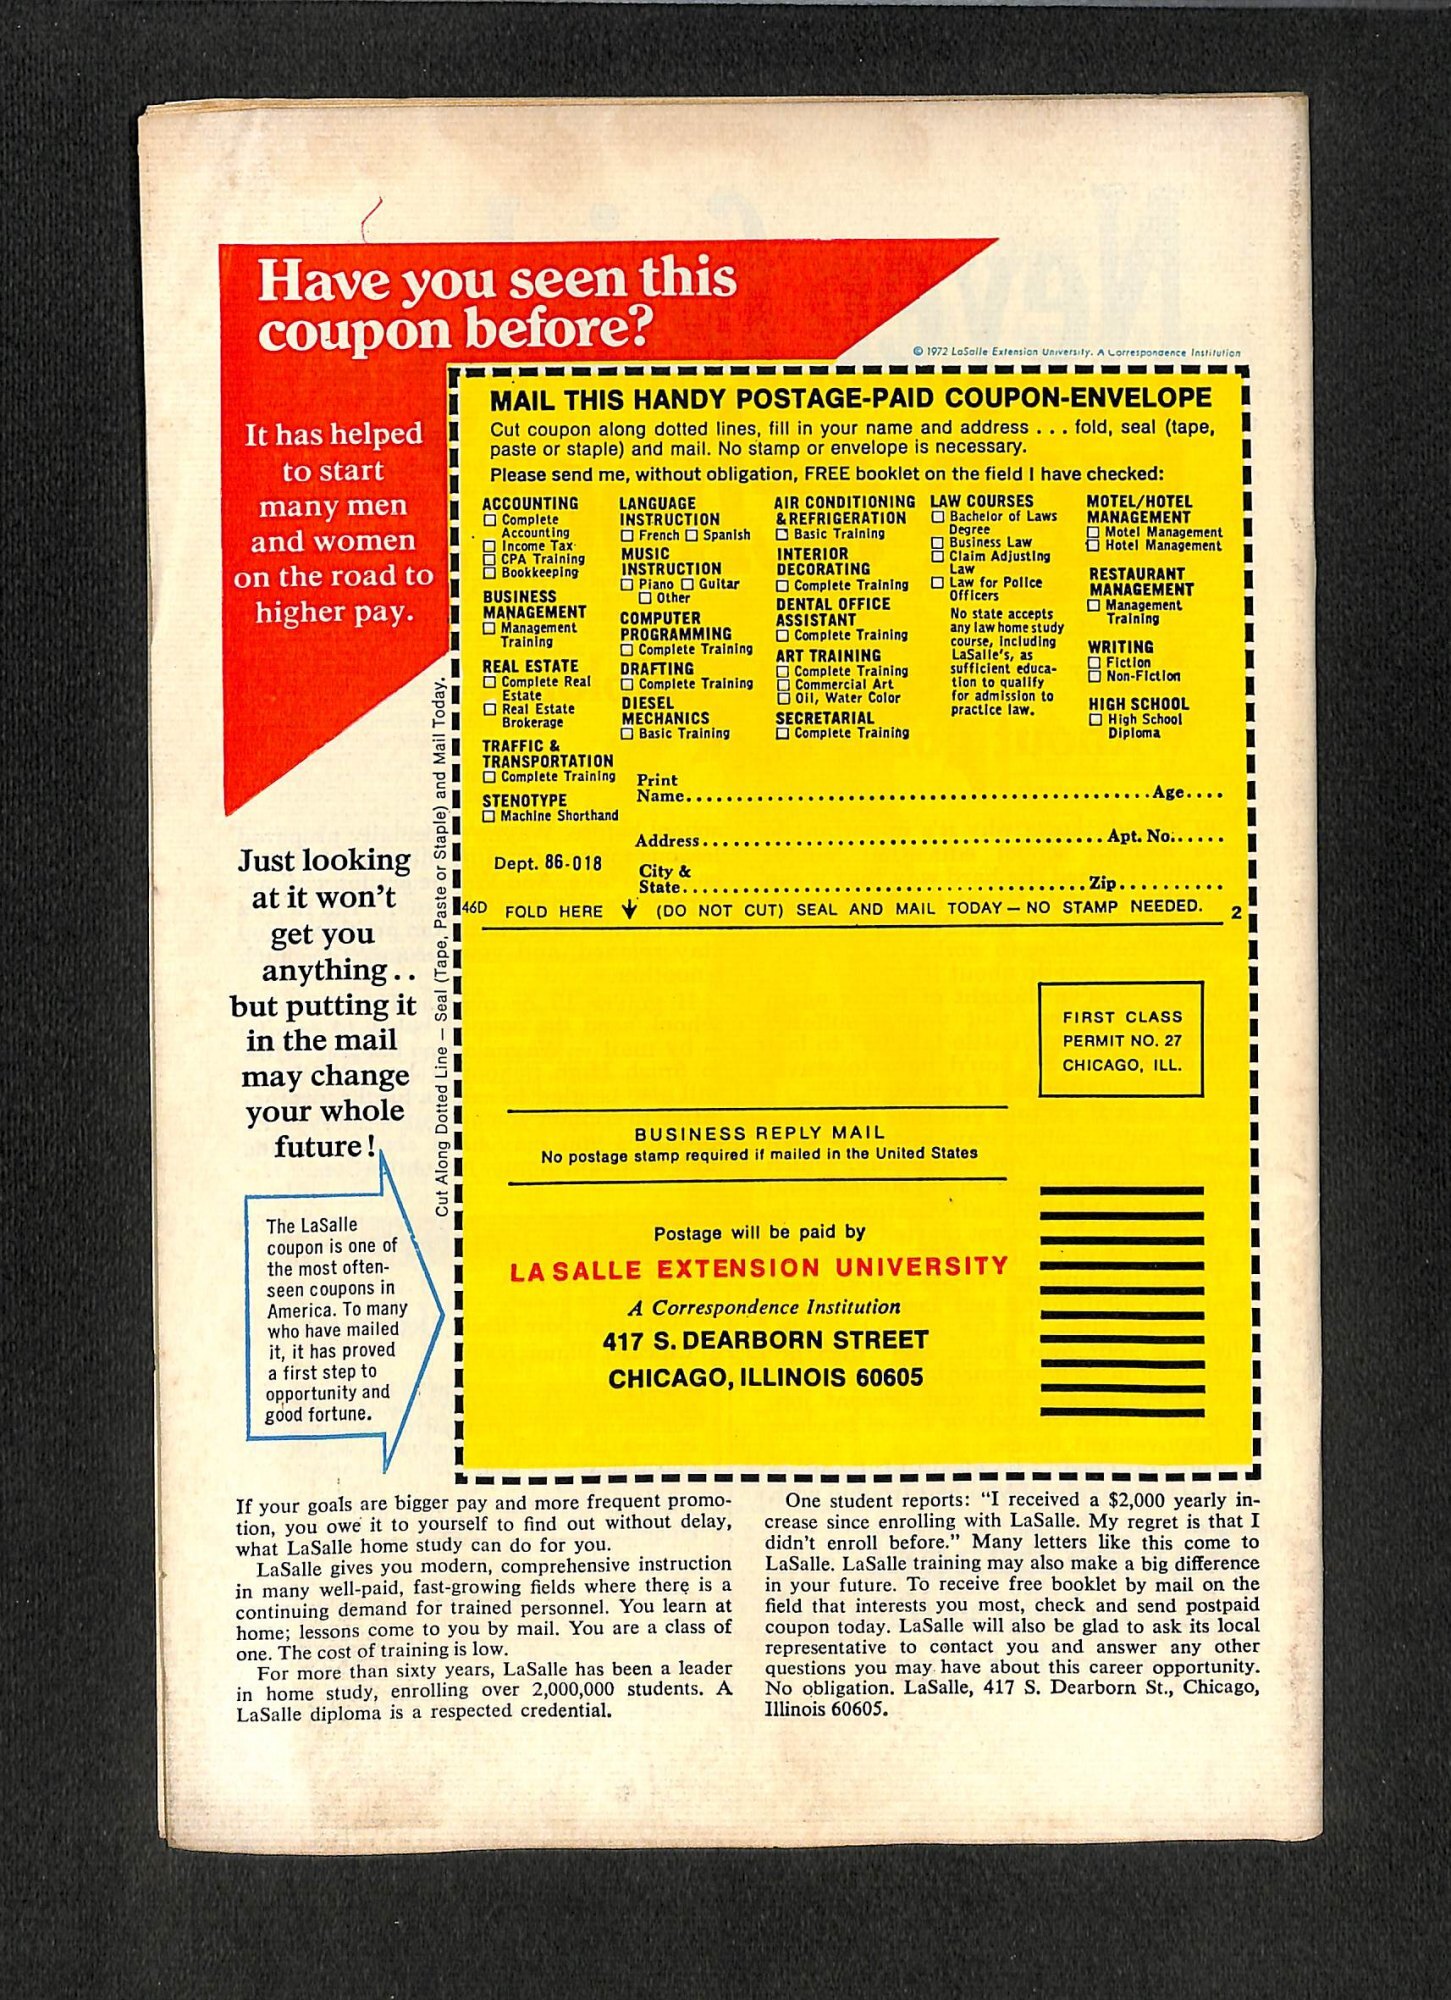 Have you seen this
coupon before?
© 1972 LaSalle Extension University. A Correspondence Institution
It has helped
to start
many men
and women
on the road to
higher pay.
Just looking
at it won't
get you
anything..
but putting it
in the mail
may change
your whole
future!
The LaSalle
coupon is one of
the most often-
seen coupons in
America. To many
who have mailed
it, it has proved
a first step to
opportunity and
good fortune.
Cut Along Dotted Line — Seal (Tape, Paste or Staple) and Mail Today.
MAIL THIS HANDY POSTAGE-PAID COUPON-ENVELOPE
Cut coupon along dotted lines, fill in your name and address . . . fold, seal (tape,
paste or staple) and mail. No stamp or envelope is necessary.
Please send me, without obligation, FREE booklet on the field I have checked:
ACCOUNTING
☐ Complete
Accounting
☐ Income Tax
☐ CPA Training
☐ Bookkeeping
BUSINESS
MANAGEMENT
☐ Management
Training
REAL ESTATE
☐ Complete Real
Estate
☐ Real Estate
Brokerage
TRAFFIC &
TRANSPORTATION
☐ Complete Training
STENOTYPE
☐ Machine Shorthand
LANGUAGE
INSTRUCTION
☐ French ☐ Spanish
MUSIC
INSTRUCTION
☐ Piano ☐ Guitar
☐ Other
COMPUTER
PROGRAMMING
☐ Complete Training
DRAFTING
☐ Complete Training
DIESEL
MECHANICS
☐ Basic Training
AIR CONDITIONING
& REFRIGERATION
☐ Basic Training
INTERIOR
DECORATING
☐ Complete Training
DENTAL OFFICE
ASSISTANT
☐ Complete Training
ART TRAINING
☐ Complete Training
☐ Commercial Art
☐ Oil, Water Color
SECRETARIAL
☐ Complete Training
LAW COURSES
☐ Bachelor of Laws
Degree
☐ Business Law
☐ Claim Adjusting
Law
☐ Law for Police
Officers
No state accepts
any law home study
course, including
LaSalle's, as
sufficient educa-
tion to qualify
for admission to
practice law.
MOTEL/HOTEL
MANAGEMENT
☐ Motel Management
☐ Hotel Management
RESTAURANT
MANAGEMENT
☐ Management
Training
WRITING
☐ Fiction
☐ Non-Fiction
HIGH SCHOOL
☐ High School
Diploma
Print
Name............................................Age....
Address...................................Apt. No......
Dept. 86-018
City &
State.......................................Zip..........
46D FOLD HERE ↓ (DO NOT CUT) SEAL AND MAIL TODAY — NO STAMP NEEDED. 2
FIRST CLASS
PERMIT NO. 27
CHICAGO, ILL.
BUSINESS REPLY MAIL
No postage stamp required if mailed in the United States
Postage will be paid by
LA SALLE EXTENSION UNIVERSITY
A Correspondence Institution
417 S. DEARBORN STREET
CHICAGO, ILLINOIS 60605
If your goals are bigger pay and more frequent promo-
tion, you owe it to yourself to find out without delay,
what LaSalle home study can do for you.
LaSalle gives you modern, comprehensive instruction
in many well-paid, fast-growing fields where there is a
continuing demand for trained personnel. You learn at
home; lessons come to you by mail. You are a class of
one. The cost of training is low.
For more than sixty years, LaSalle has been a leader
in home study, enrolling over 2,000,000 students. A
LaSalle diploma is a respected credential.
One student reports: "I received a $2,000 yearly in-
crease since enrolling with LaSalle. My regret is that I
didn't enroll before." Many letters like this come to
LaSalle. LaSalle training may also make a big difference
in your future. To receive free booklet by mail on the
field that interests you most, check and send postpaid
coupon today. LaSalle will also be glad to ask its local
representative to contact you and answer any other
questions you may have about this career opportunity.
No obligation. LaSalle, 417 S. Dearborn St., Chicago,
Illinois 60605.